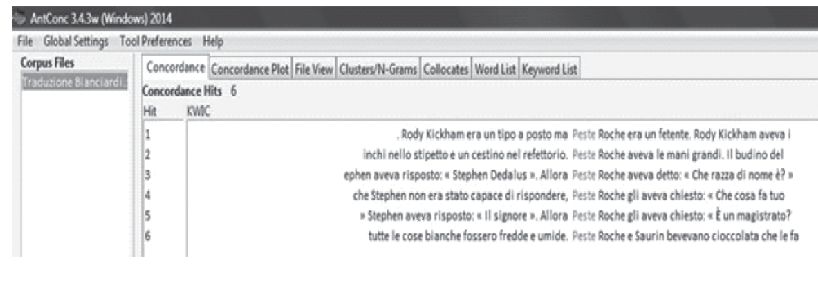 AntConc 3.4.3w (Windows) 2014
File Global Settings Tool Preferences Help
Corpus Files
Traduzione Bianciardi.
Concordance Concordance Plot File View Clusters/N-Grams Collocates Word List Keyword List
Concordance Hits 6
Hit KWIC
1 . Rody Kickham era un tipo a posto ma Peste Roche era un fetente. Rody Kickham aveva i
2 inchi nello stipetto e un cestino nel refettorio. Peste Roche aveva le mani grandi. Il budino del
3 ephen aveva risposto: « Stephen Dedalus ». Allora Peste Roche aveva detto: « Che razza di nome è? »
4 che Stephen non era stato capace di rispondere, Peste Roche gli aveva chiesto: « Che cosa fa tuo
5 » Stephen aveva risposto: « Il signore ». Allora Peste Roche gli aveva chiesto: « È un magistrato?
6 tutte le cose bianche fossero fredde e umide. Peste Roche e Saurin bevevano cioccolata che le fa